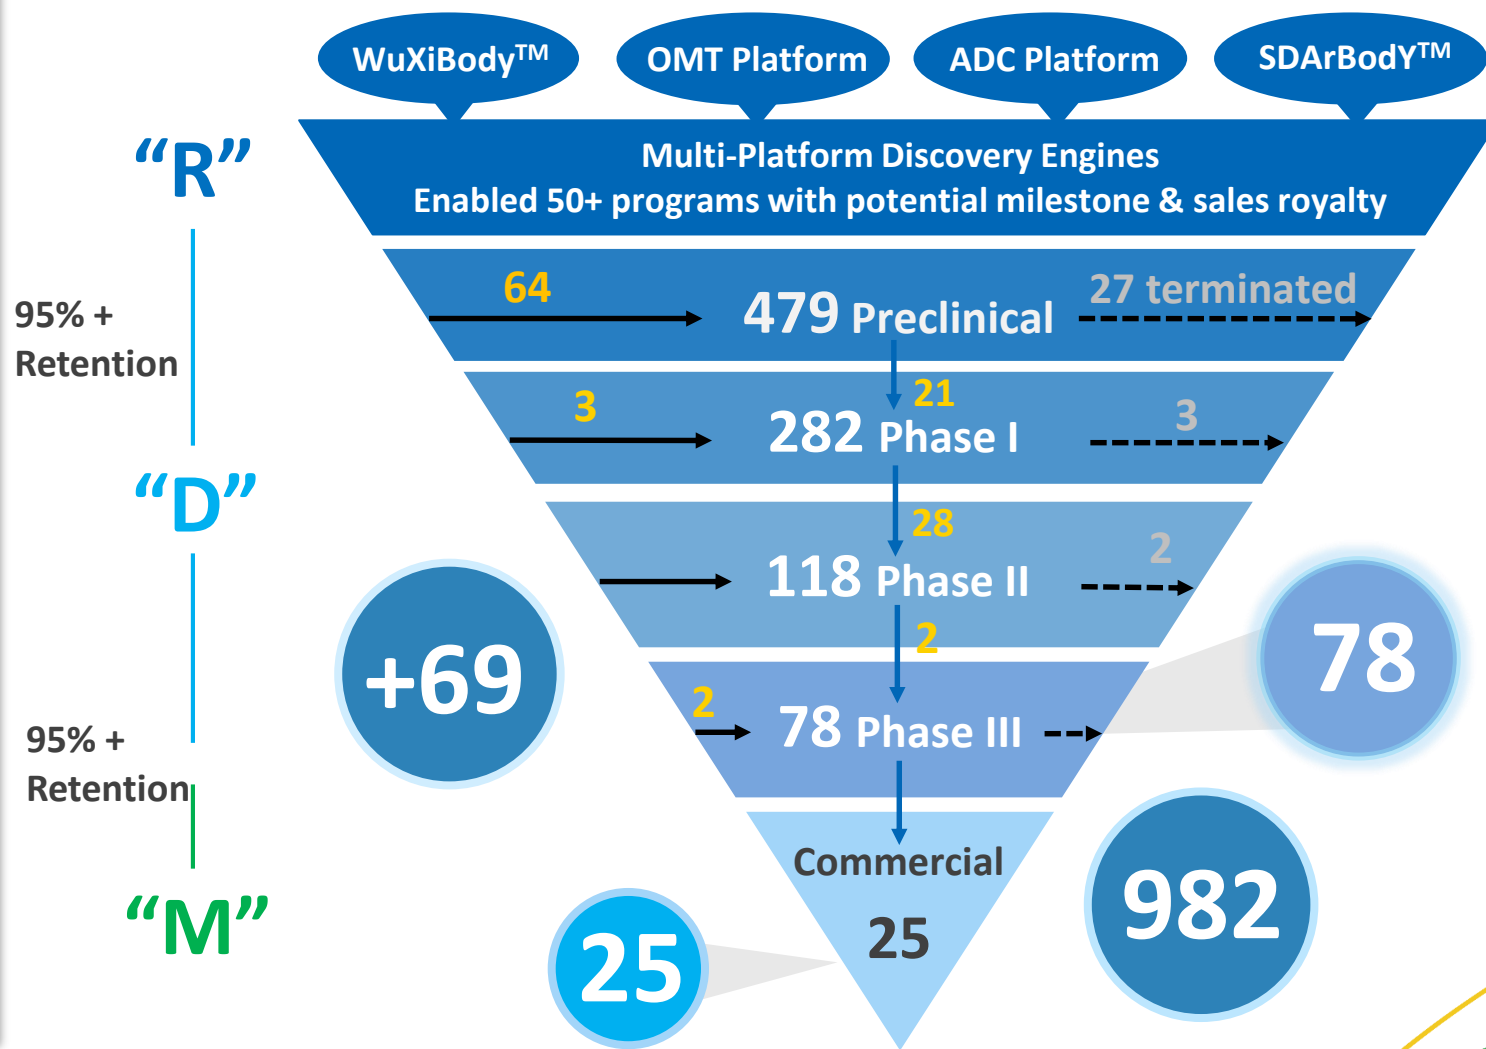 WuXiBody™
OMT Platform
ADC Platform
SDArBodY™
“R”
Multi-Platform Discovery Engines
Enabled 50+ programs with potential milestone & sales royalty
95% +
Retention
64
479 Preclinical
27 terminated
21
3
282 Phase I
3
“D”
28
118 Phase II
2
2
+69
78
2
78 Phase III
95% +
Retention
Commercial
25
982
“M”
25